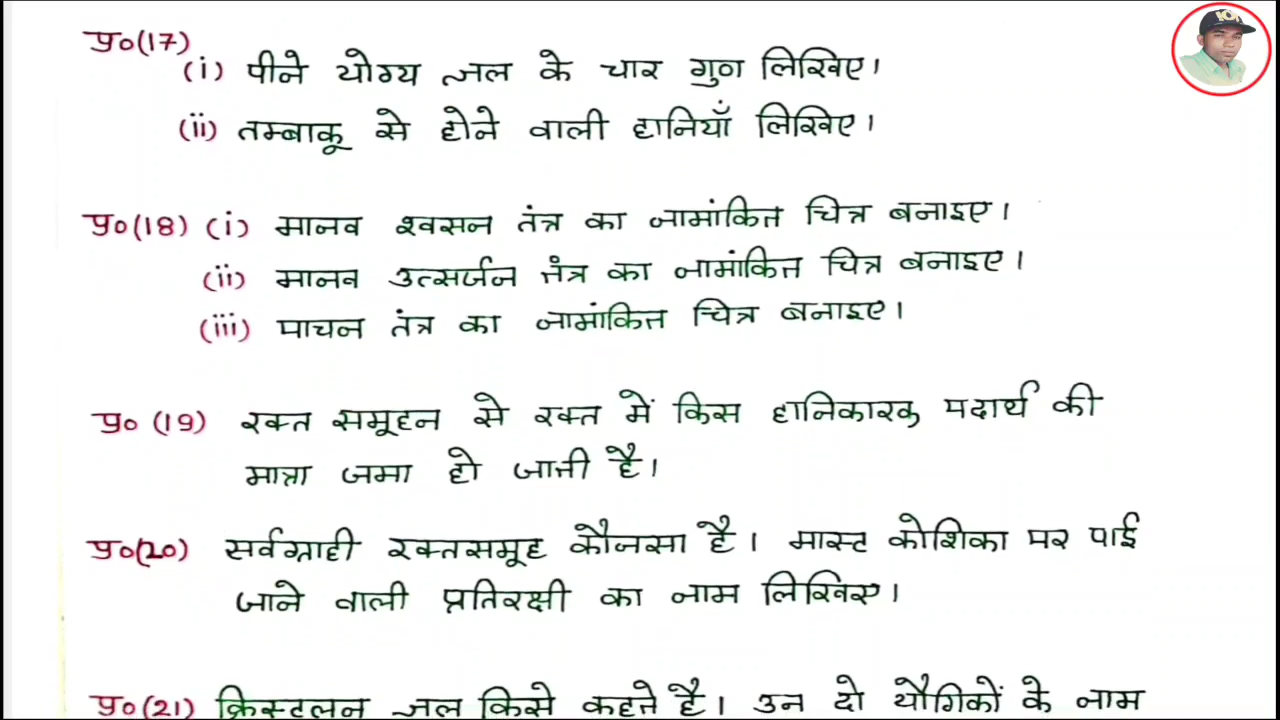 प्र०(17)
(i) पीने योग्य जल के चार गुण लिखिए।
(ii) तम्बाकू से होने वाली हानियाँ लिखिए।
प्र०(18) (i) मानव श्वसन तंत्र का नामांकित चित्र बनाइए।
(ii) मानव उत्सर्जन तंत्र का नामांकित चित्र बनाइए।
(iii) पाचन तंत्र का नामांकित चित्र बनाइए।
प्र० (19) रक्त समूहन से रक्त में किस हानिकारक पदार्थ की
मात्रा जमा हो जाती है।
प्र०(20) सर्वग्राही रक्तसमूह कौनसा है। मास्ट कोशिका पर पाई
जाने वाली प्रतिरक्षी का नाम लिखिए।
प्र०(21) क्रिस्टलन जल किसे कहते है। उन दो यौगिकों के नाम